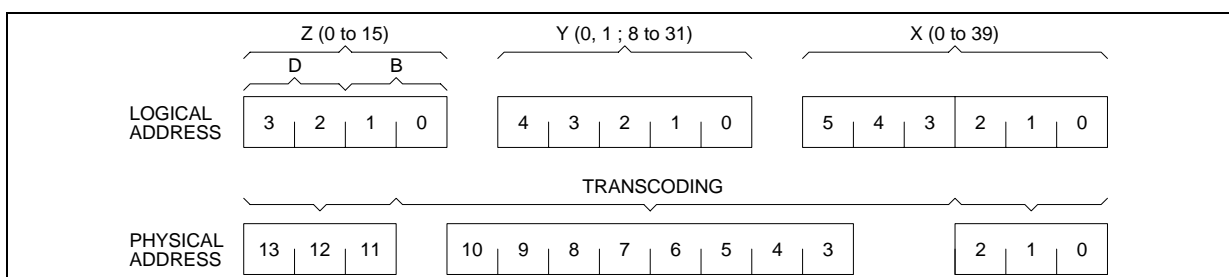 Z (0 to 15) Y (0, 1 ; 8 to 31) X (0 to 39)
D B
LOGICAL ADDRESS 3 2 1 0 4 3 2 1 0 5 4 3 2 1 0
TRANSCODING
PHYSICAL ADDRESS 13 12 11 10 9 8 7 6 5 4 3 2 1 0